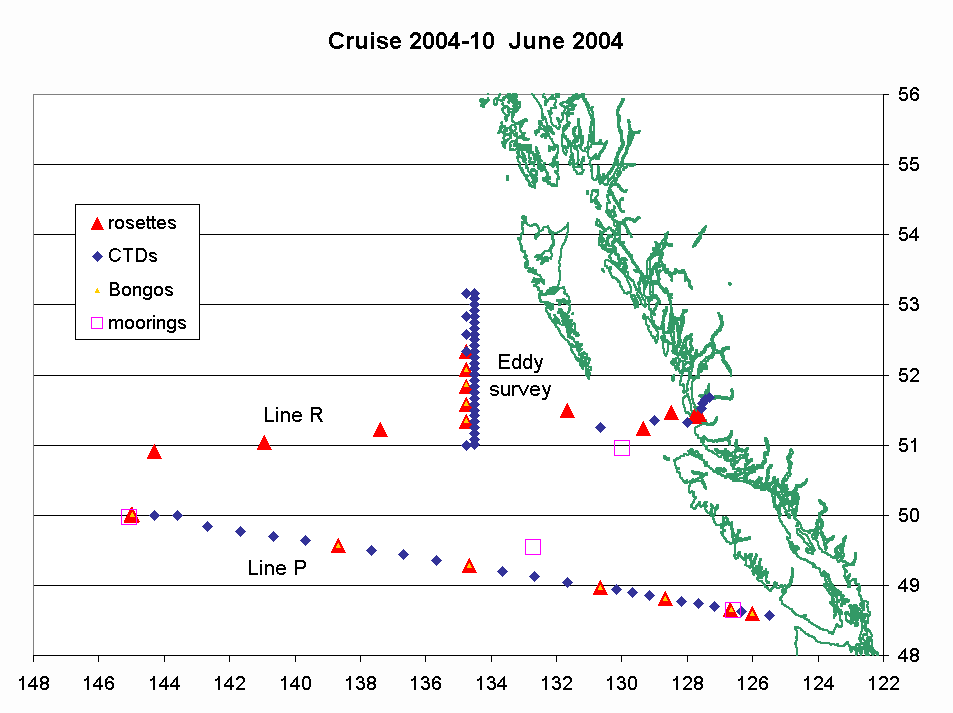 Cruise 2004-10 June 2004
56
55
rosettes
CTDs
54
Bongos
53
moorings
Eddy
survey
52
Line R
51
50
Line P
49
48
148 146 144 142 140 138 136 134 132 130 128 126 124 122